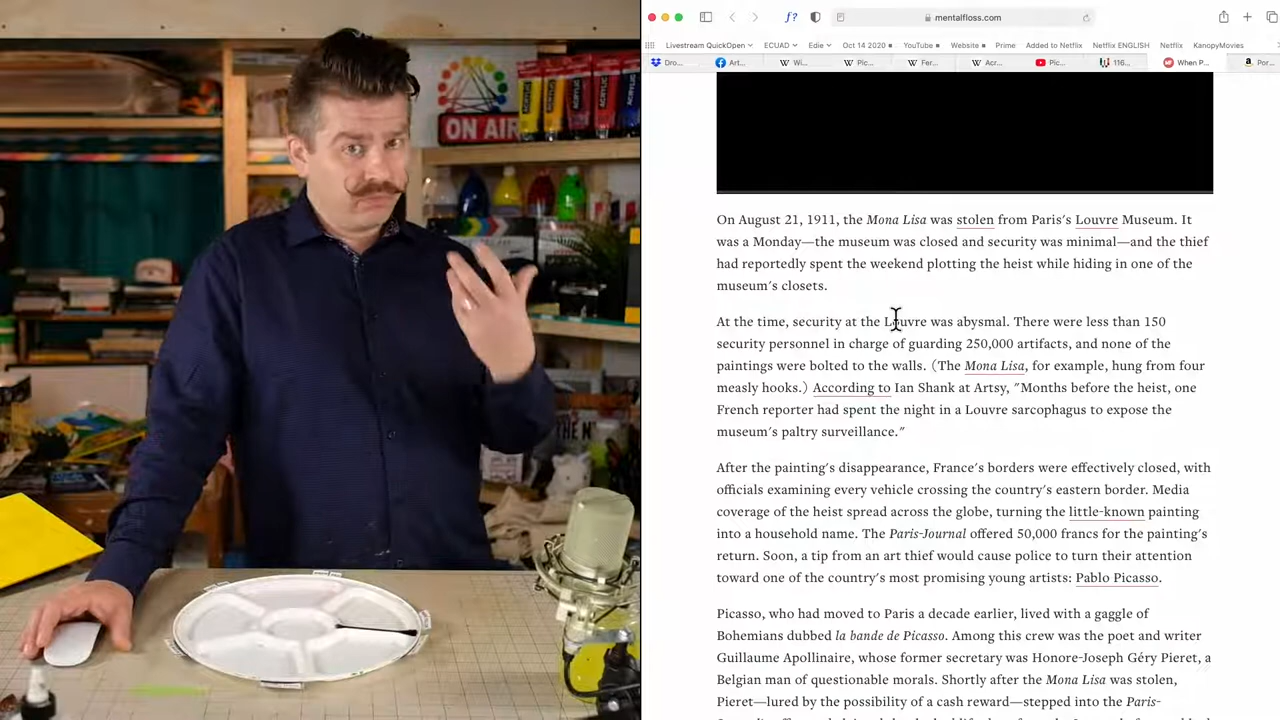 mentalfloss.com
Livestream QuickOpen
ECUAD
Edie
Oct 14 2020
YouTube
Website
Prime
Added to Netflix
Netflix ENGLISH
Netflix
KanopyMovies
Dro...
Art...
Wi...
Pic...
Fer...
Acr...
Pic...
116...
When P...
Por...
ON AIR
ACRYLIC
On August 21, 1911, the Mona Lisa was stolen from Paris's Louvre Museum. It
was a Monday—the museum was closed and security was minimal—and the thief
had reportedly spent the weekend plotting the heist while hiding in one of the
museum's closets.
At the time, security at the Louvre was abysmal. There were less than 150
security personnel in charge of guarding 250,000 artifacts, and none of the
paintings were bolted to the walls. (The Mona Lisa, for example, hung from four
measly hooks.) According to Ian Shank at Artsy, "Months before the heist, one
French reporter had spent the night in a Louvre sarcophagus to expose the
museum's paltry surveillance."
After the painting's disappearance, France's borders were effectively closed, with
officials examining every vehicle crossing the country's eastern border. Media
coverage of the heist spread across the globe, turning the little-known painting
into a household name. The Paris-Journal offered 50,000 francs for the painting's
return. Soon, a tip from an art thief would cause police to turn their attention
toward one of the country's most promising young artists: Pablo Picasso.
Picasso, who had moved to Paris a decade earlier, lived with a gaggle of
Bohemians dubbed la bande de Picasso. Among this crew was the poet and writer
Guillaume Apollinaire, whose former secretary was Honore-Joseph Géry Pieret, a
Belgian man of questionable morals. Shortly after the Mona Lisa was stolen,
Pieret—lured by the possibility of a cash reward—stepped into the Paris-